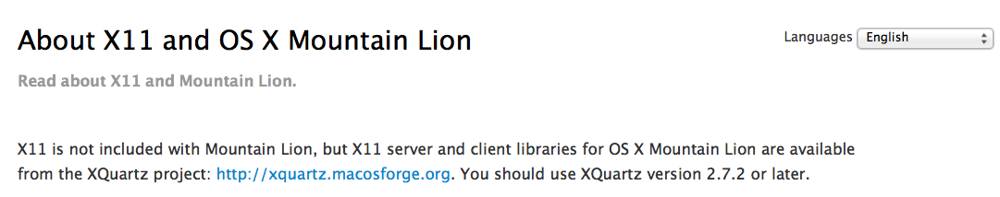 About X11 and OS X Mountain Lion
Languages English
Read about X11 and Mountain Lion.
X11 is not included with Mountain Lion, but X11 server and client libraries for OS X Mountain Lion are available
from the XQuartz project: http://xquartz.macosforge.org. You should use XQuartz version 2.7.2 or later.